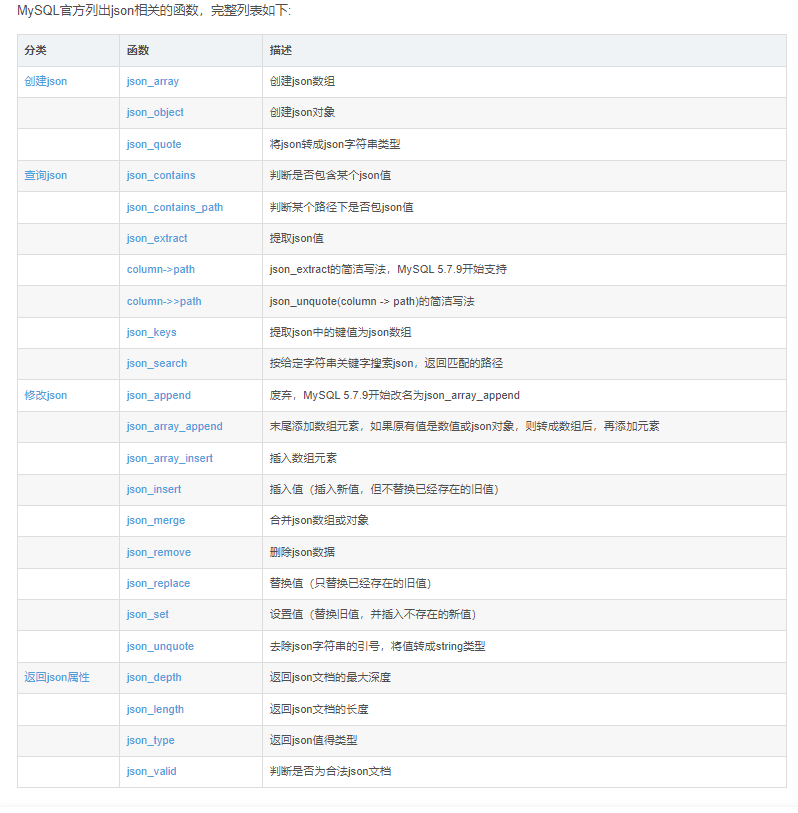 MySQL官方列出json相关的函数，完整列表如下:
分类 函数 描述
创建json json_array 创建json数组
json_object 创建json对象
json_quote 将json转成json字符串类型
查询json json_contains 判断是否包含某个json值
json_contains_path 判断某个路径下是否包json值
json_extract 提取json值
column->path json_extract的简洁写法，MySQL 5.7.9开始支持
column->>path json_unquote(column -> path)的简洁写法
json_keys 提取json中的键值为json数组
json_search 按给定字符串关键字搜索json，返回匹配的路径
修改json json_append 废弃，MySQL 5.7.9开始改名为json_array_append
json_array_append 末尾添加数组元素，如果原有值是数值或json对象，则转成数组后，再添加元素
json_array_insert 插入数组元素
json_insert 插入值（插入新值，但不替换已经存在的旧值）
json_merge 合并json数组或对象
json_remove 删除json数据
json_replace 替换值（只替换已经存在的旧值）
json_set 设置值（替换旧值，并插入不存在的新值）
json_unquote 去除json字符串的引号，将值转成string类型
返回json属性 json_depth 返回json文档的最大深度
json_length 返回json文档的长度
json_type 返回json值得类型
json_valid 判断是否为合法json文档